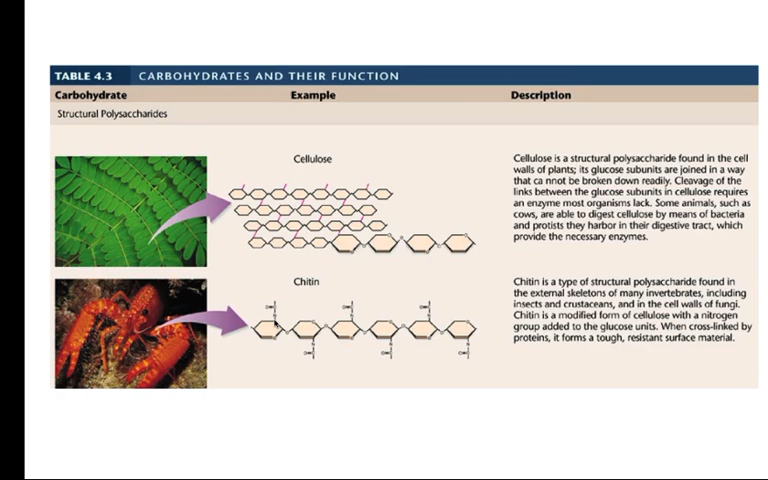 TABLE 4.3 CARBOHYDRATES AND THEIR FUNCTION
Carbohydrate Example Description
Structural Polysaccharides
Cellulose
Cellulose is a structural polysaccharide found in the cell
walls of plants; its glucose subunits are joined in a way
that ca nnot be broken down readily. Cleavage of the
links between the glucose subunits in cellulose requires
an enzyme most organisms lack. Some animals, such as
cows, are able to digest cellulose by means of bacteria
and protists they harbor in their digestive tract, which
provide the necessary enzymes.
Chitin
Chitin is a type of structural polysaccharide found in
the external skeletons of many invertebrates, including
insects and crustaceans, and in the cell walls of fungi.
Chitin is a modified form of cellulose with a nitrogen
group added to the glucose units. When cross-linked by
proteins, it forms a tough, resistant surface material.